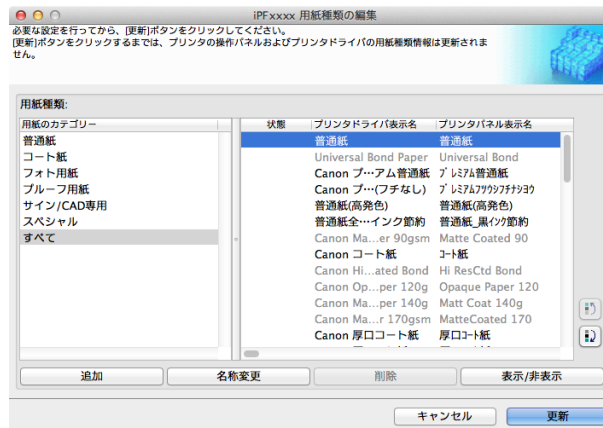 iPFxxxx 用紙種類の編集
必要な設定を行ってから、[更新]ボタンをクリックしてください。
[更新]ボタンをクリックするまでは、プリンタの操作パネルおよびプリンタドライバの用紙種類情報は更新されま
せん。
用紙種類:
用紙のカテゴリー
状態 プリンタドライバ表示名 プリンタパネル表示名
普通紙
コート紙
フォト用紙
プルーフ用紙
サイン/CAD専用
スペシャル
すべて
普通紙 普通紙
Universal Bond Paper Universal Bond
Canon プ…アム普通紙 プレミアム普通紙
Canon プ…(フチなし) プレミアムフツウシフチナシヨウ
普通紙(高発色) 普通紙(高発色)
普通紙全…インク節約 普通紙_黒インク節約
Canon Ma…er 90gsm Matte Coated 90
Canon コート紙 コート紙
Canon Hi…ated Bond Hi ResCtd Bond
Canon Op…per 120g Opaque Paper 120
Canon Ma…per 140g Matt Coat 140g
Canon Ma…r 170gsm MatteCoated 170
Canon 厚口コート紙 厚口コート紙
追加 名称変更 削除 表示/非表示
キャンセル 更新